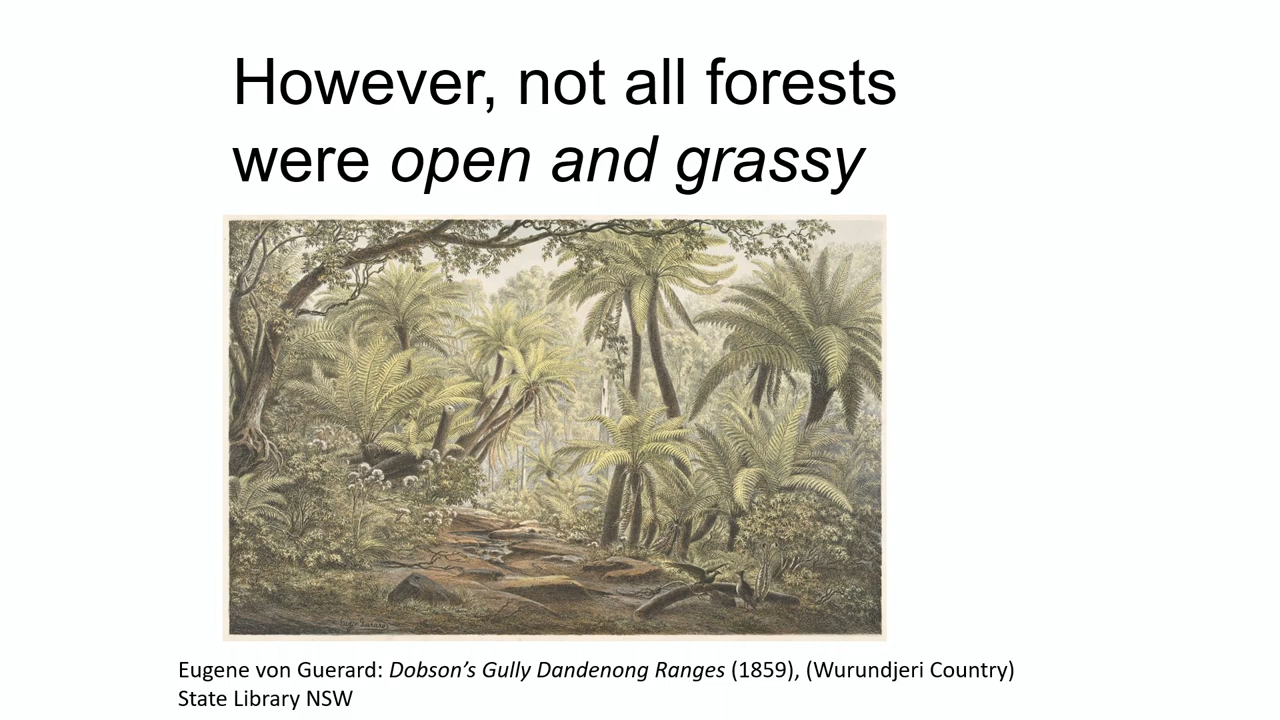 However, not all forests
were open and grassy
Eugene von Guerard: Dobson's Gully Dandenong Ranges (1859), (Wurundjeri Country)
State Library NSW